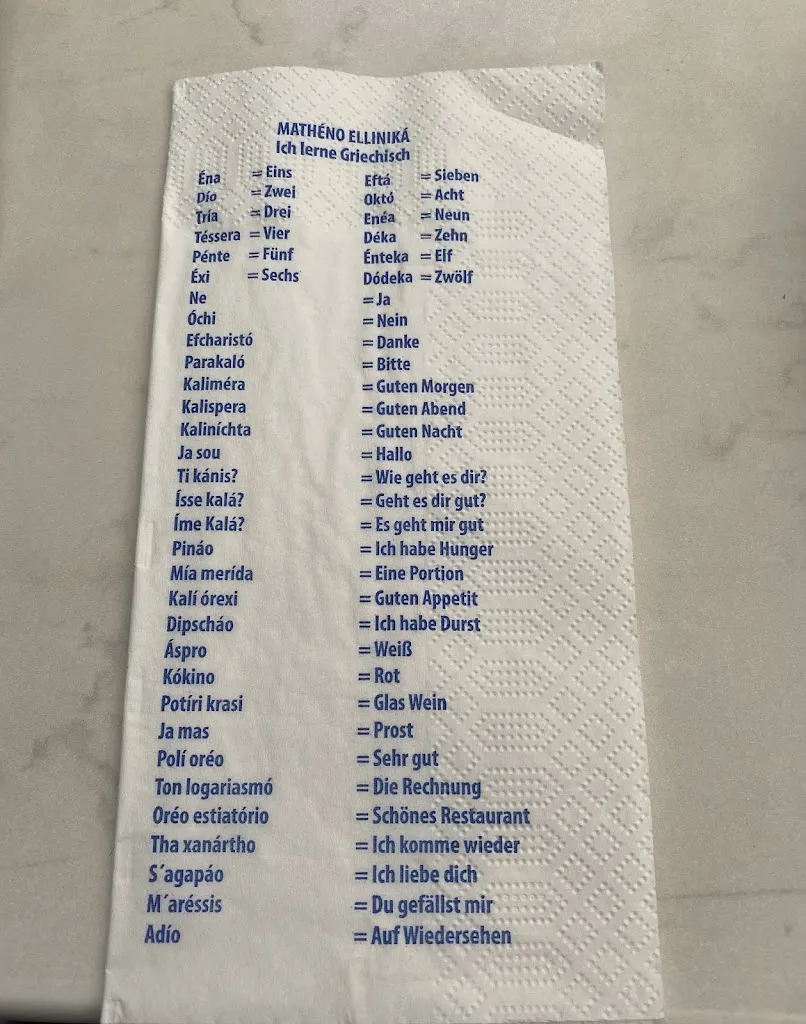 MATHÉNO ELLINIKÁ
Ich lerne Griechisch
Éna = Eins Eftá = Sieben
Dío = Zwei Októ = Acht
Tría = Drei Enéa = Neun
Téssera = Vier Déka = Zehn
Pénte = Fünf Énteka = Elf
Éxi = Sechs Dódeka = Zwölf
Ne = Ja
Óchi = Nein
Efcharistó = Danke
Parakaló = Bitte
Kaliméra = Guten Morgen
Kalispera = Guten Abend
Kaliníchta = Guten Nacht
Ja sou = Hallo
Ti kánis? = Wie geht es dir?
Ísse kalá? = Geht es dir gut?
Íme Kalá? = Es geht mir gut
Pináo = Ich habe Hunger
Mía merída = Eine Portion
Kalí órexi = Guten Appetit
Dipscháo = Ich habe Durst
Áspro = Weiß
Kókino = Rot
Potíri krasi = Glas Wein
Ja mas = Prost
Polí oréo = Sehr gut
Ton logariasmó = Die Rechnung
Oréo estiatório = Schönes Restaurant
Tha xanártho = Ich komme wieder
S´agapáo = Ich liebe dich
M´aréssis = Du gefällst mir
Adío = Auf Wiedersehen